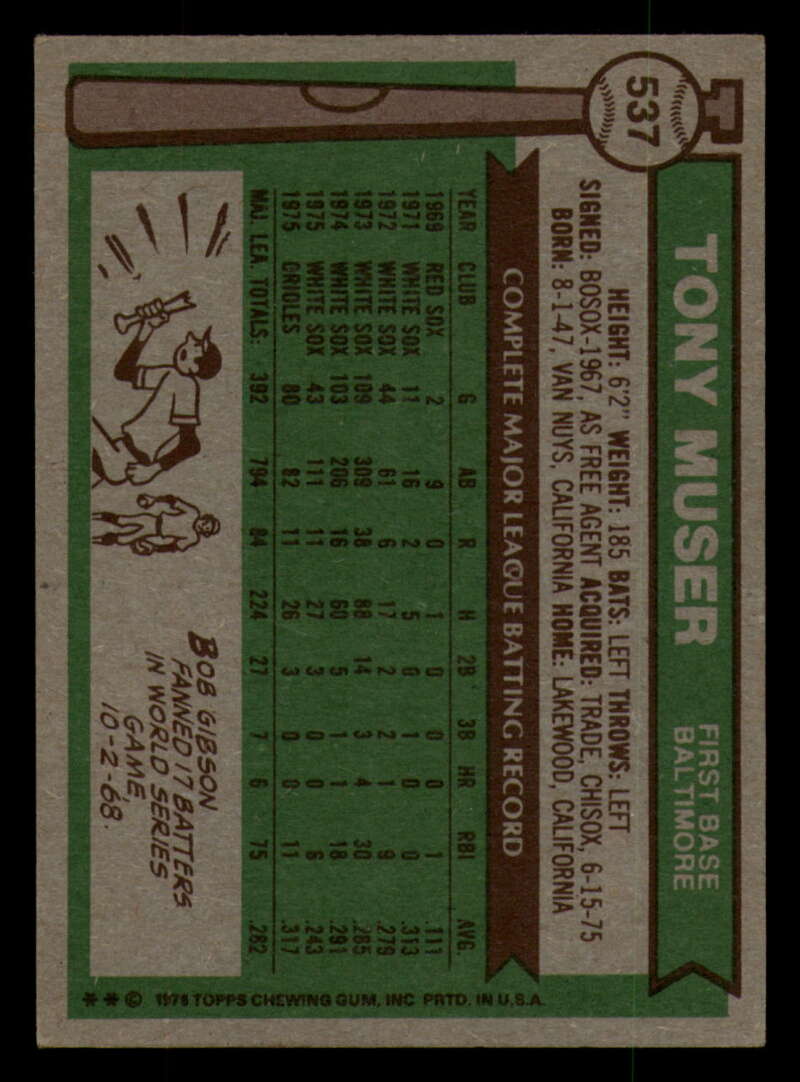 537
TONY MUSER
FIRST BASE
BALTIMORE
HEIGHT: 6'2" WEIGHT: 185 BATS: LEFT THROWS: LEFT
SIGNED: BOSOX-1967, AS FREE AGENT ACQUIRED: TRADE, CHISOX, 6-15-75
BORN: 8-1-47, VAN NUYS, CALIFORNIA HOME: LAKEWOOD, CALIFORNIA
COMPLETE MAJOR LEAGUE BATTING RECORD
YEAR CLUB G AB R H 2B 3B HR RBI AVG.
1969 RED SOX 2 9 0 1 0 0 0 1 .111
1971 WHITE SOX 11 16 2 5 0 1 0 0 .313
1972 WHITE SOX 44 61 6 17 2 2 1 9 .279
1973 WHITE SOX 109 309 38 88 14 3 4 30 .285
1974 WHITE SOX 103 206 16 60 5 1 1 18 .291
1975 WHITE SOX 43 111 11 27 3 0 0 6 .243
1975 ORIOLES 80 82 11 26 3 0 0 11 .317
MAJ. LEA. TOTALS: 392 794 84 224 27 7 6 75 .282
BOB GIBSON
FANNED 17 BATTERS
IN WORLD SERIES
GAME,
10-2-68.
**© 1976 TOPPS CHEWING GUM, INC PRTD. IN U.S.A.